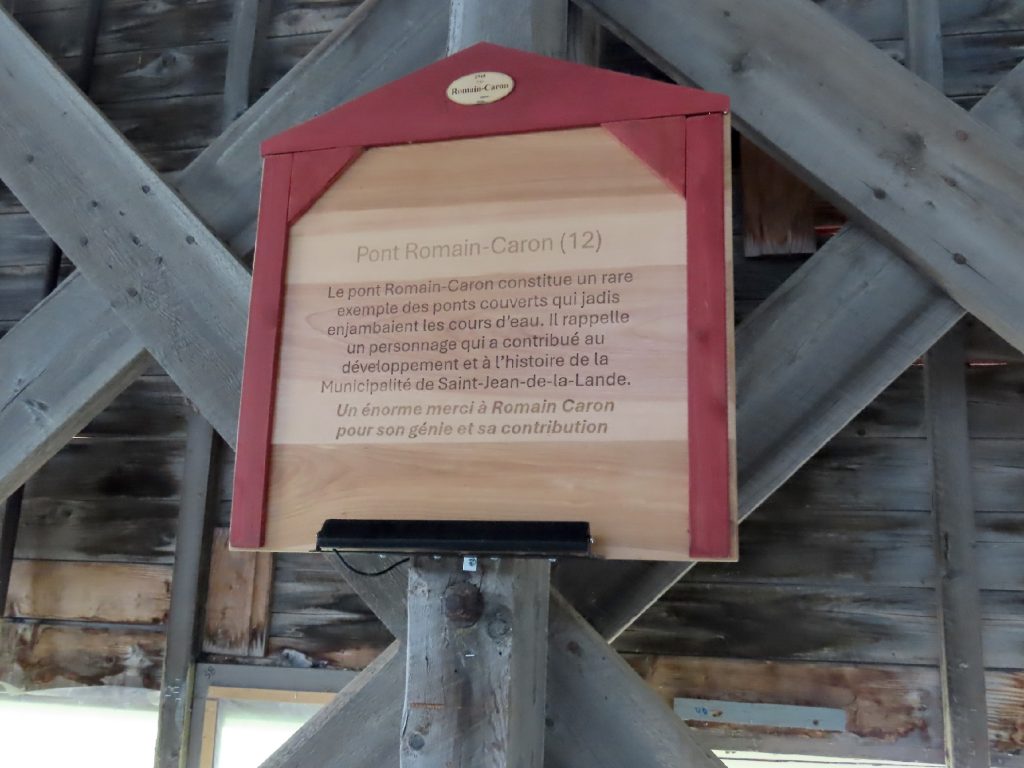 Romain-Caron
Pont Romain-Caron (12)
Le pont Romain-Caron constitue un rare
exemple des ponts couverts qui jadis
enjambaient les cours d'eau. Il rappelle
un personnage qui a contribué au
développement et à l'histoire de la
Municipalité de Saint-Jean-de-la-Lande.
Un énorme merci à Romain Caron
pour son génie et sa contribution